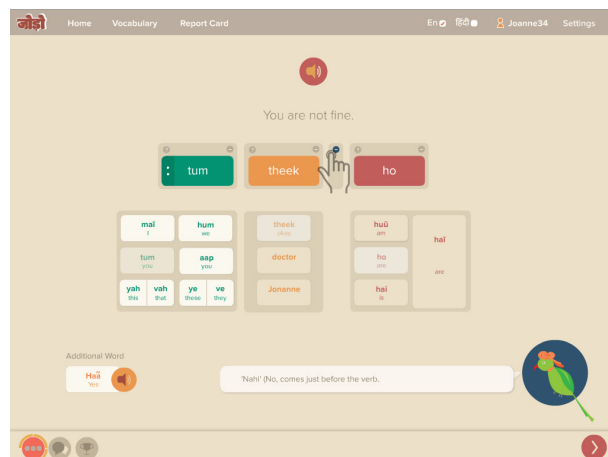 जोड़ो Home Vocabulary Report Card En हिंदी Joanne34 Settings
You are not fine.
tum theek ho
maĩ hum theek huũ haĩ
I we okay am are
tum aap doctor ho
you you are
yah vah ye ve Jonanne hai
this that these they is
Additional Word
Haã
Yes
'Nahi' (No, comes just before the verb.